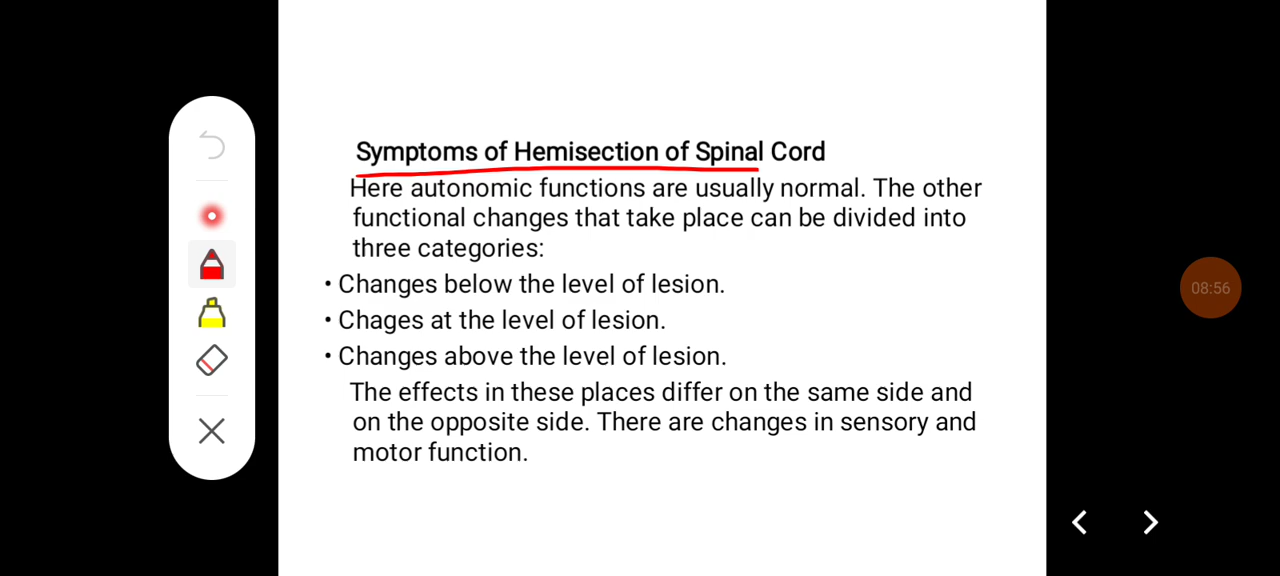 Symptoms of Hemisection of Spinal Cord
Here autonomic functions are usually normal. The other
functional changes that take place can be divided into
three categories:
• Changes below the level of lesion.
• Chages at the level of lesion.
• Changes above the level of lesion.
The effects in these places differ on the same side and
on the opposite side. There are changes in sensory and
motor function.
08:56